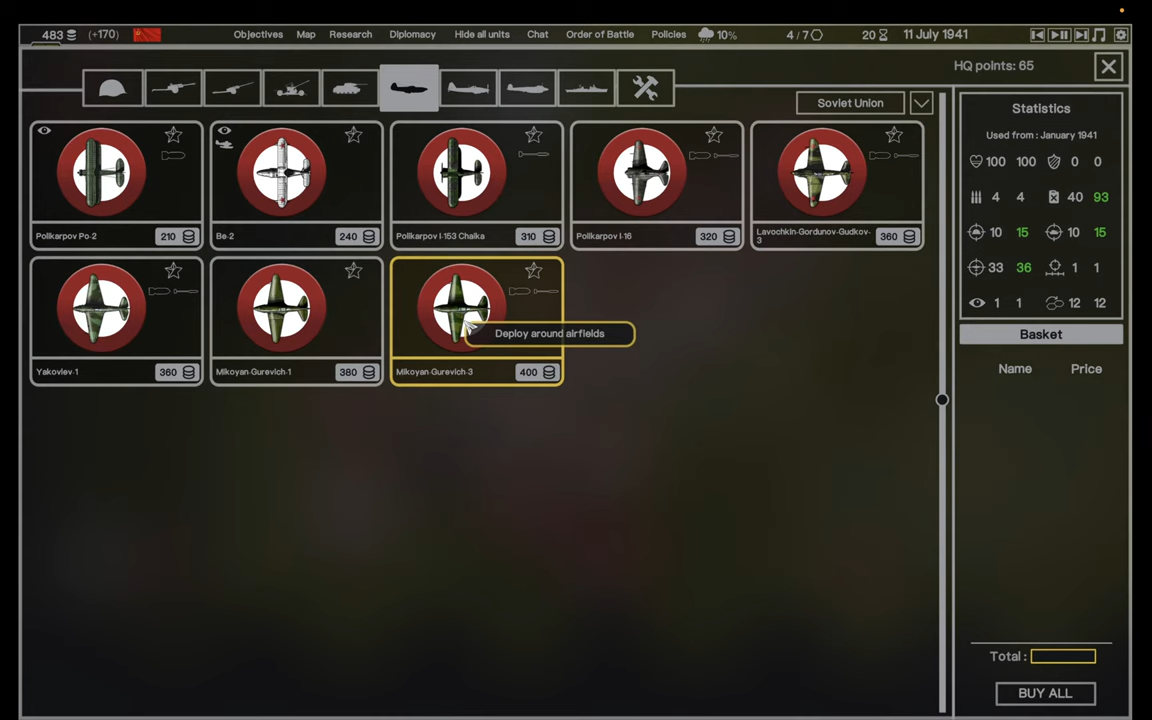 483 (+170) Objectives Map Research Diplomacy Hide all units Chat Order of Battle Policies 10% 4 / 7 20 11 July 1941
HQ points: 65
Soviet Union
Statistics
Used from : January 1941
100 100 0 0
4 4 40 93
10 15 10 15
33 36 1 1
1 1 12 12
Polikarpov Po-2 210
Be-2 240
Polikarpov I-153 Chaika 310
Polikarpov I-16 320
Lavochkin-Gordunov-Gudkov-
3 360
Yakovlev-1 360
Mikoyan-Gurevich-1 380
Mikoyan-Gurevich-3 400
Deploy around airfields
Basket
Name Price
Total :
BUY ALL